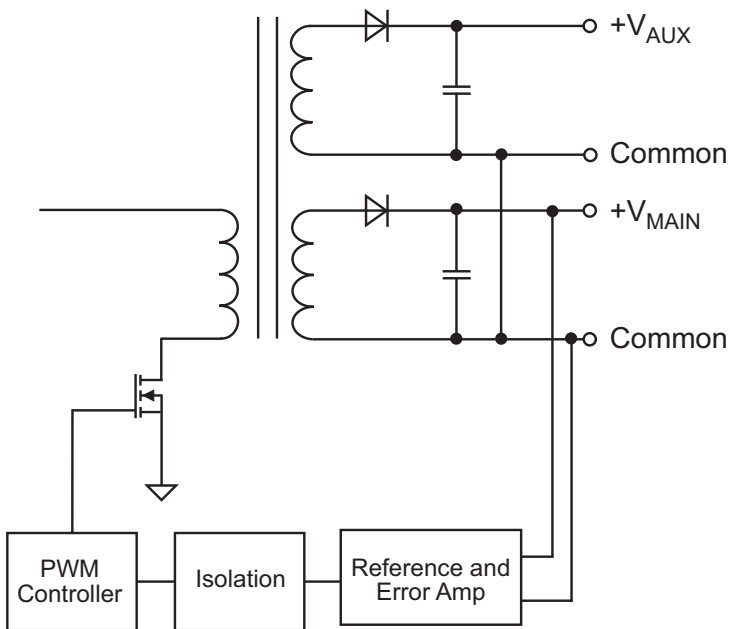 +VAUX
Common
+VMAIN
Common
PWM
Controller
Isolation
Reference and
Error Amp